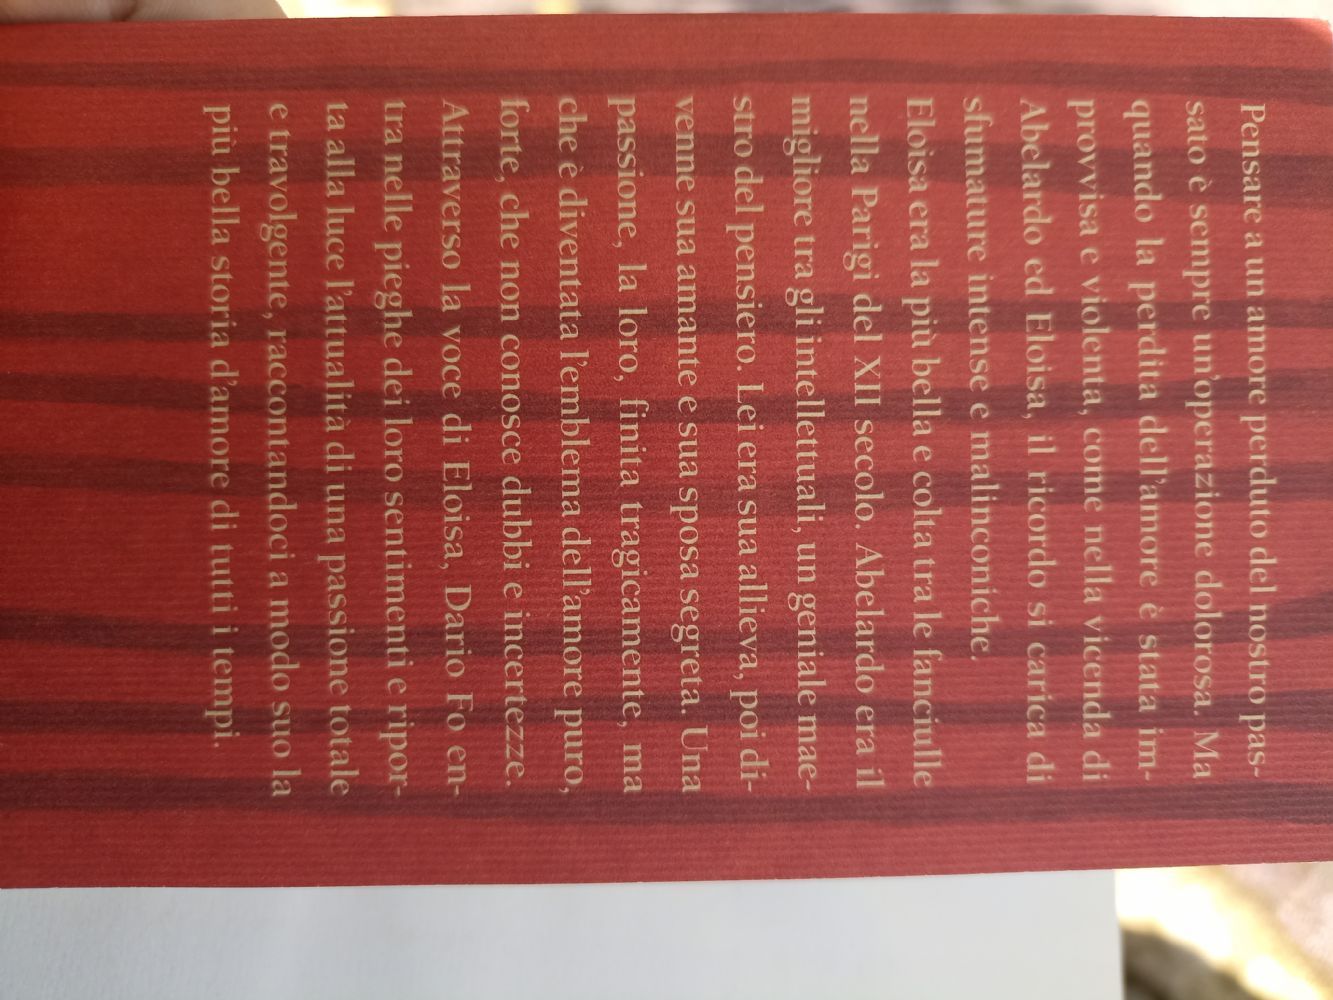 Pensare a un amore perduto del nostro pas-
sato è sempre un'operazione dolorosa. Ma
quando la perdita dell'amore è stata im-
provvisa e violenta, come nella vicenda di
Abelardo ed Eloisa, il ricordo si carica di
sfumature intense e malinconiche.
Eloisa era la più bella e colta tra le fanciulle
nella Parigi del XII secolo. Abelardo era il
migliore tra gli intellettuali, un geniale mae-
stro del pensiero. Lei era sua allieva, poi di-
venne sua amante e sua sposa segreta. Una
passione, la loro, finita tragicamente, ma
che è diventata l'emblema dell'amore puro,
forte, che non conosce dubbi e incertezze.
Attraverso la voce di Eloisa, Dario Fo en-
tra nelle pieghe dei loro sentimenti e ripor-
ta alla luce l'attualità di una passione totale
e travolgente, raccontandoci a modo suo la
più bella storia d'amore di tutti i tempi.